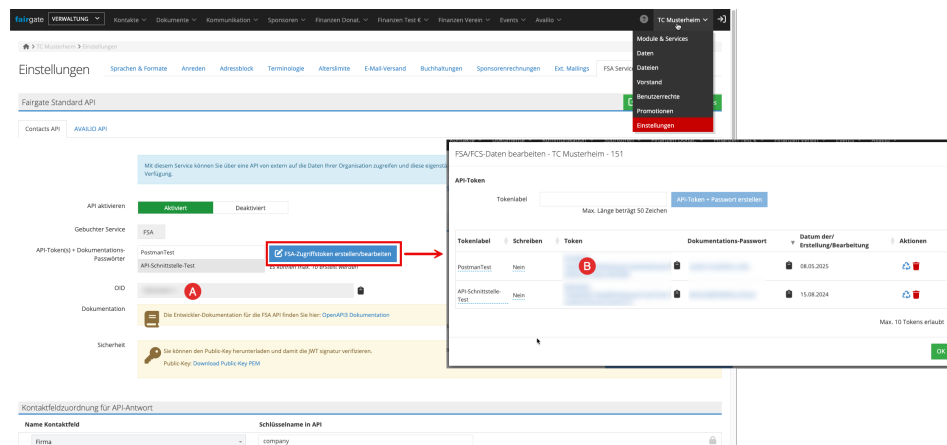 fairgate VERWALTUNG Kontakte Dokumente Kommunikation Sponsoren Finanzen Donat. Finanzen Test € Finanzen Verein Events Availio TC Musterheim
Module & Services
Daten
Dateien
Vorstand
Benutzerrechte
Promotionen
Einstellungen
> TC Musterheim > Einstellungen
Einstellungen Sprachen & Formate Anreden Adressblock Terminologie Alterslimite E-Mail-Versand Buchhaltungen Sponsorenrechnungen Ext. Mailings FSA Servic
Fairgate Standard API
Contacts API AVAILIO API
Mit diesem Service können Sie über eine API von extern auf die Daten Ihrer Organisation zugreifen und diese eigenstä
Verfügung.
API aktivieren Aktiviert Deaktiviert
Gebuchter Service FSA
API-Token(s) + Dokumentations-Passwörter
PostmanTest
API-Schnittstelle-Test
FSA-Zugriffstoken erstellen/bearbeiten
Es können max. 10 erstellt werden
OID A
Dokumentation Die Entwickler-Dokumentation für die FSA API finden Sie hier: OpenAPI3 Dokumentation
Sicherheit Sie können den Public-Key herunterladen und damit die JWT signatur verifizieren.
Public-Key: Download Public-Key PEM
Kontaktfeldzuordnung für API-Antwort
Name Kontaktfeld Schlüsselname in API
Firma company
FSA/FCS-Daten bearbeiten - TC Musterheim - 151
API-Token
Tokenlabel API-Token + Passwort erstellen
Max. Länge beträgt 50 Zeichen
Tokenlabel Schreiben Token Dokumentations-Passwort Datum der/ Erstellung/Bearbeitung Aktionen
PostmanTest Nein B 08.05.2025
API-Schnittstelle-Test Nein 15.08.2024
Max. 10 Tokens erlaubt
OK